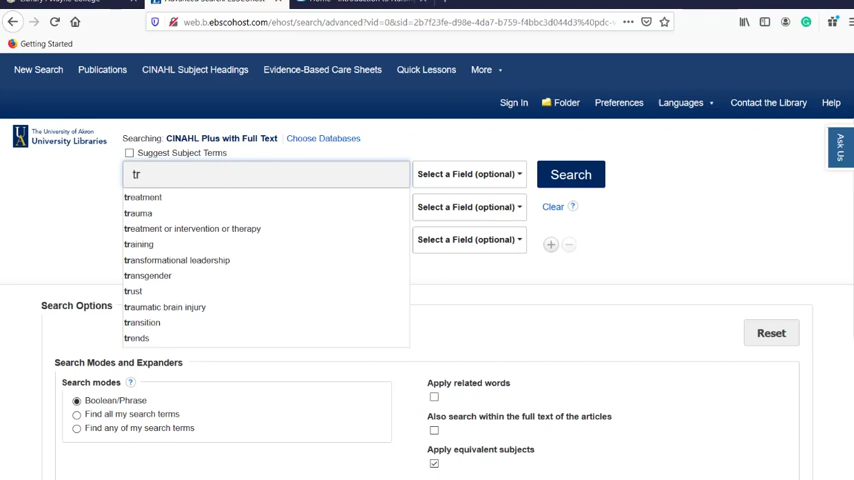 Library : Wayne College
Advanced Search: EBSCOhost
web.b.ebscohost.com/ehost/search/advanced?vid=0&sid=2b7f23fe-d98e-4da7-b759-f4bbc3d044d3%40pdc-
Getting Started
New Search Publications CINAHL Subject Headings Evidence-Based Care Sheets Quick Lessons More
Sign In Folder Preferences Languages Contact the Library Help
The University of Akron
University Libraries
Searching: CINAHL Plus with Full Text Choose Databases
Suggest Subject Terms
Ask Us
tr Select a Field (optional) Search
treatment
trauma
Select a Field (optional) Clear ?
treatment or intervention or therapy
training
Select a Field (optional)
transformational leadership
transgender
trust
traumatic brain injury
transition
trends
Search Options
Reset
Search Modes and Expanders
Search modes ?
Boolean/Phrase
Find all my search terms
Find any of my search terms
Apply related words
Also search within the full text of the articles
Apply equivalent subjects